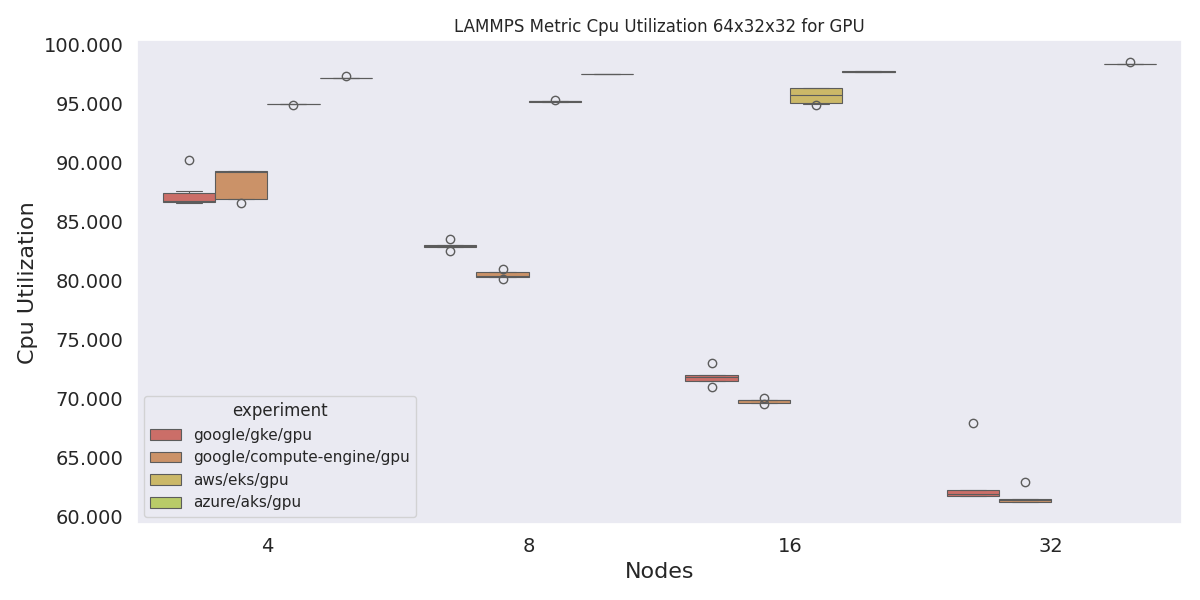 LAMMPS Metric Cpu Utilization 64x32x32 for GPU
100.000
95.000
90.000
85.000
80.000
75.000
70.000
65.000
60.000
Cpu Utilization
experiment
google/gke/gpu
google/compute-engine/gpu
aws/eks/gpu
azure/aks/gpu
4 8 16 32
Nodes